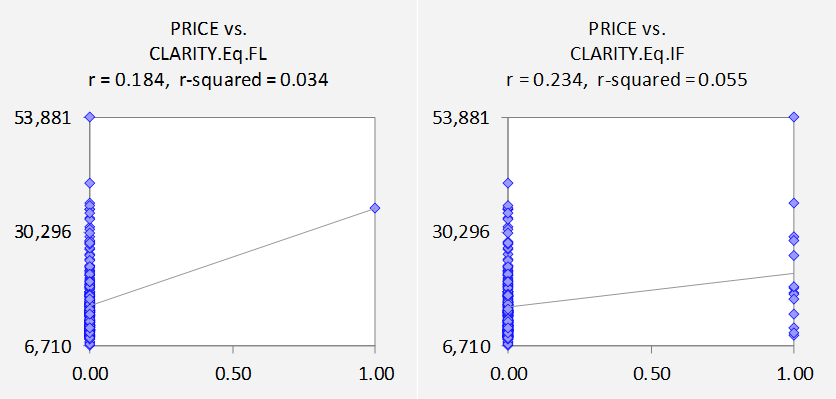 PRICE vs.
CLARITY.Eq.FL
r = 0.184, r-squared = 0.034
53,881
30,296
6,710
0.00 0.50 1.00
PRICE vs.
CLARITY.Eq.IF
r = 0.234, r-squared = 0.055
53,881
30,296
6,710
0.00 0.50 1.00